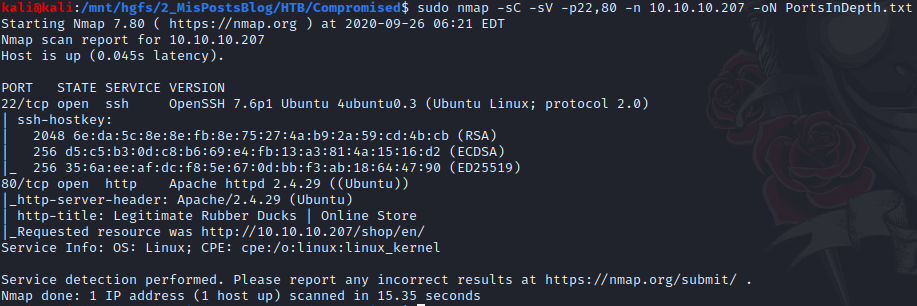 kali@kali:/mnt/hgfs/2_MisPostsBlog/HTB/Compromised$ sudo nmap -sC -sV -p22,80 -n 10.10.10.207 -oN PortsInDepth.txt
Starting Nmap 7.80 ( https://nmap.org ) at 2020-09-26 06:21 EDT
Nmap scan report for 10.10.10.207
Host is up (0.045s latency).

PORT   STATE SERVICE VERSION
22/tcp open  ssh     OpenSSH 7.6p1 Ubuntu 4ubuntu0.3 (Ubuntu Linux; protocol 2.0)
| ssh-hostkey:
|   2048 6e:da:5c:8e:8e:fb:8e:75:27:4a:b9:2a:59:cd:4b:cb (RSA)
|   256 d5:c5:b3:0d:c8:b6:69:e4:fb:13:a3:81:4a:15:16:d2 (ECDSA)
|_  256 35:6a:ee:af:dc:f8:5e:67:0d:bb:f3:ab:18:64:47:90 (ED25519)
80/tcp open  http    Apache httpd 2.4.29 ((Ubuntu))
|_http-server-header: Apache/2.4.29 (Ubuntu)
| http-title: Legitimate Rubber Ducks | Online Store
|_Requested resource was http://10.10.10.207/shop/en/
Service Info: OS: Linux; CPE: cpe:/o:linux:linux_kernel

Service detection performed. Please report any incorrect results at https://nmap.org/submit/ .
Nmap done: 1 IP address (1 host up) scanned in 15.35 seconds